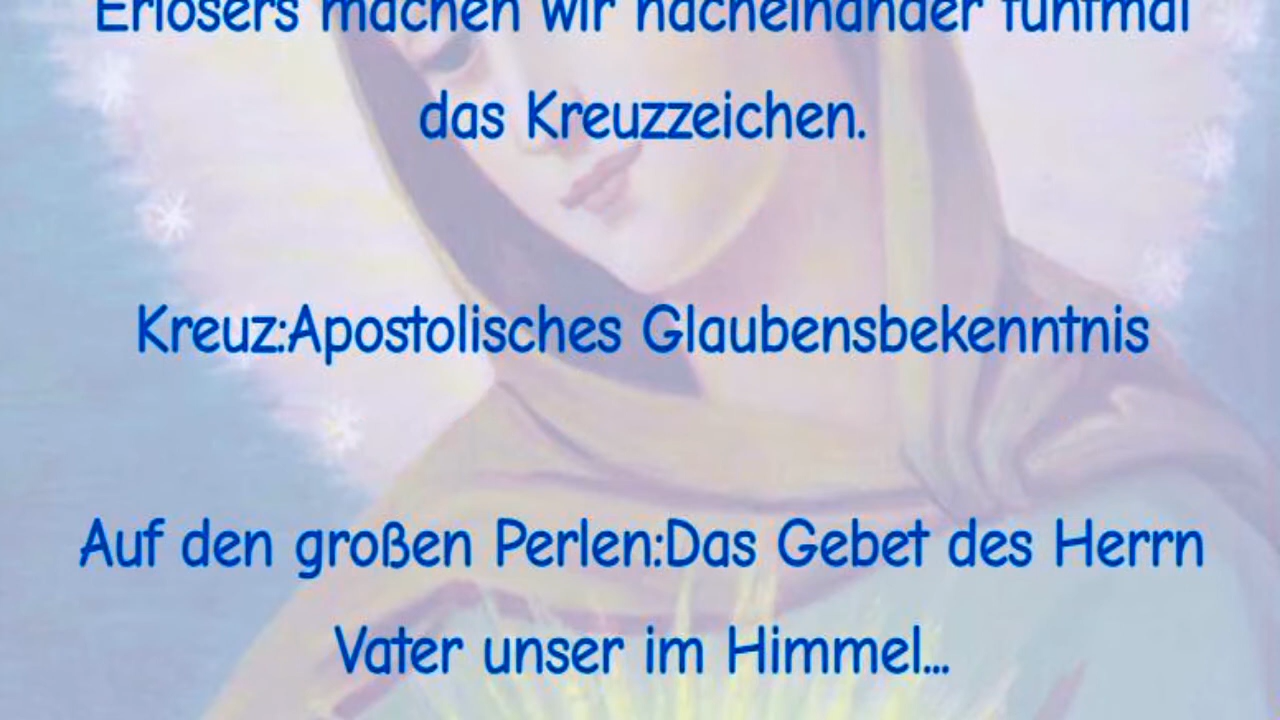 Erlösers machen wir nacheinander fünfmal
das Kreuzzeichen.
Kreuz:Apostolisches Glaubensbekenntnis
Auf den großen Perlen:Das Gebet des Herrn
Vater unser im Himmel...